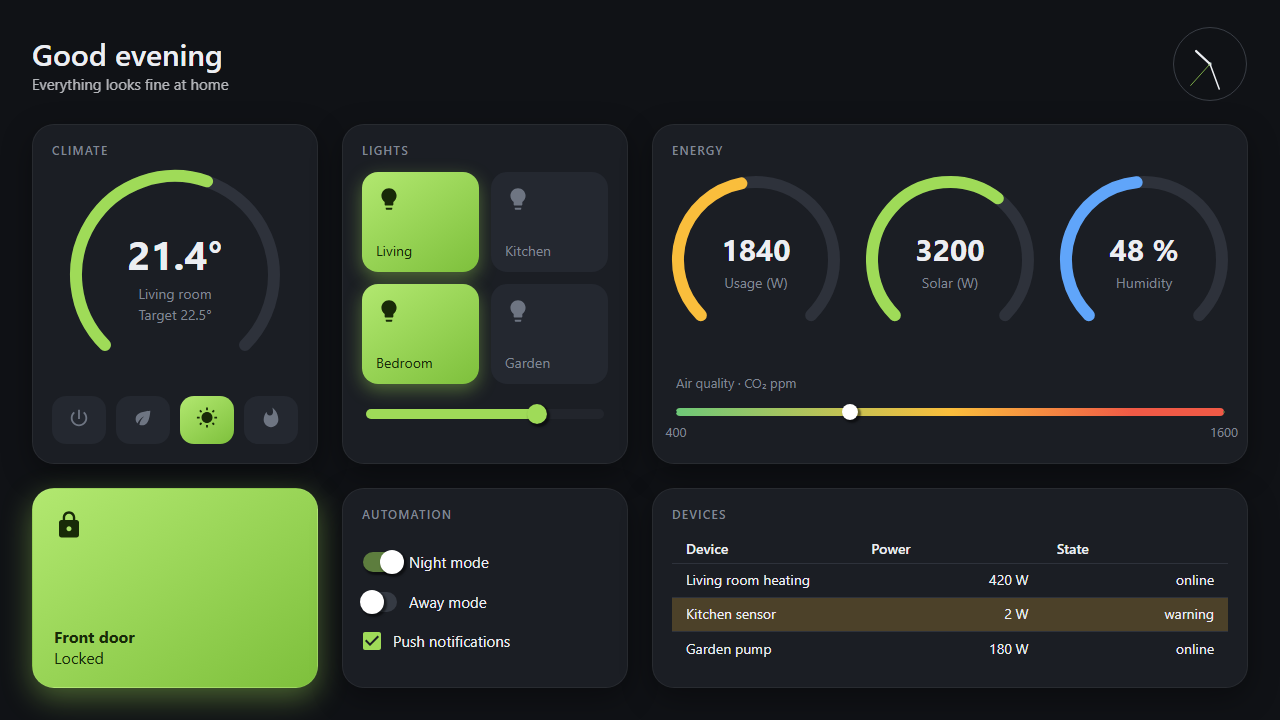 Good evening
Everything looks fine at home
CLIMATE
21.4°
Living room
Target 22.5°
LIGHTS
Living
Kitchen
Bedroom
Garden
ENERGY
1840
Usage (W)
3200
Solar (W)
48 %
Humidity
Air quality · CO₂ ppm
400
1600
Front door
Locked
AUTOMATION
Night mode
Away mode
Push notifications
DEVICES
Device Power State
Living room heating 420 W online
Kitchen sensor 2 W warning
Garden pump 180 W online